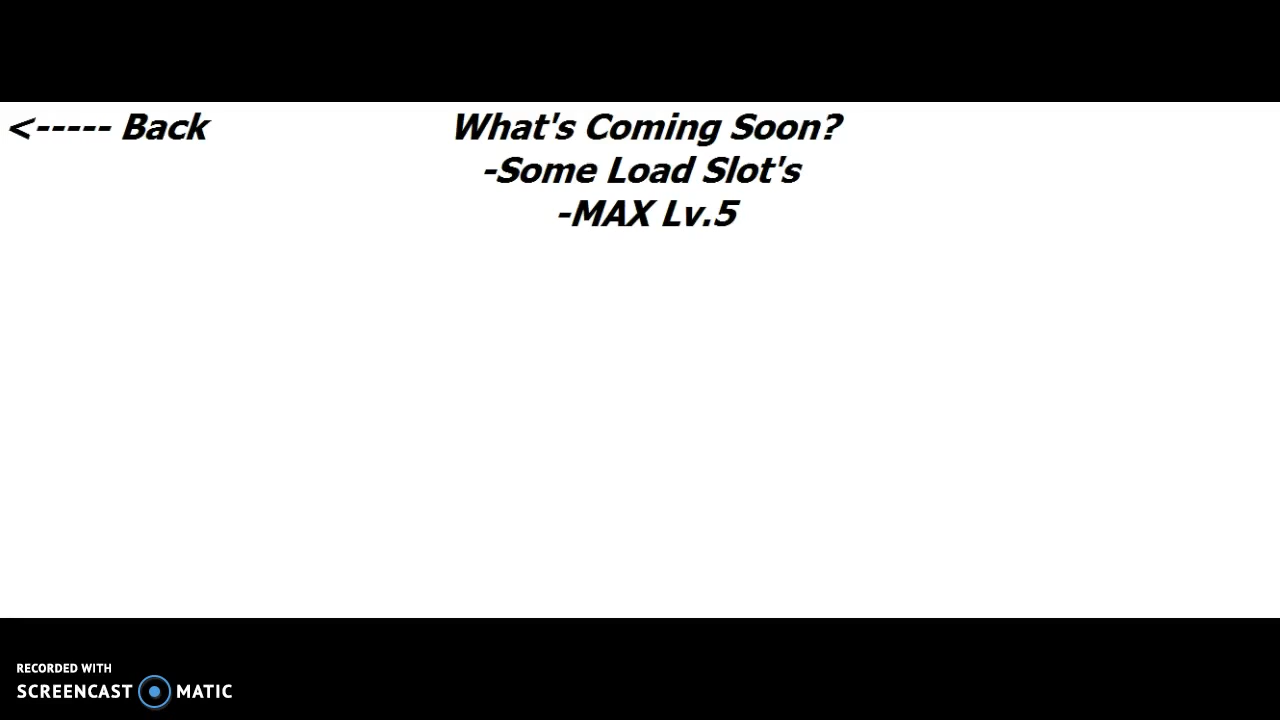 <----- Back
What's Coming Soon?
-Some Load Slot's
-MAX Lv.5
RECORDED WITH
SCREENCAST MATIC